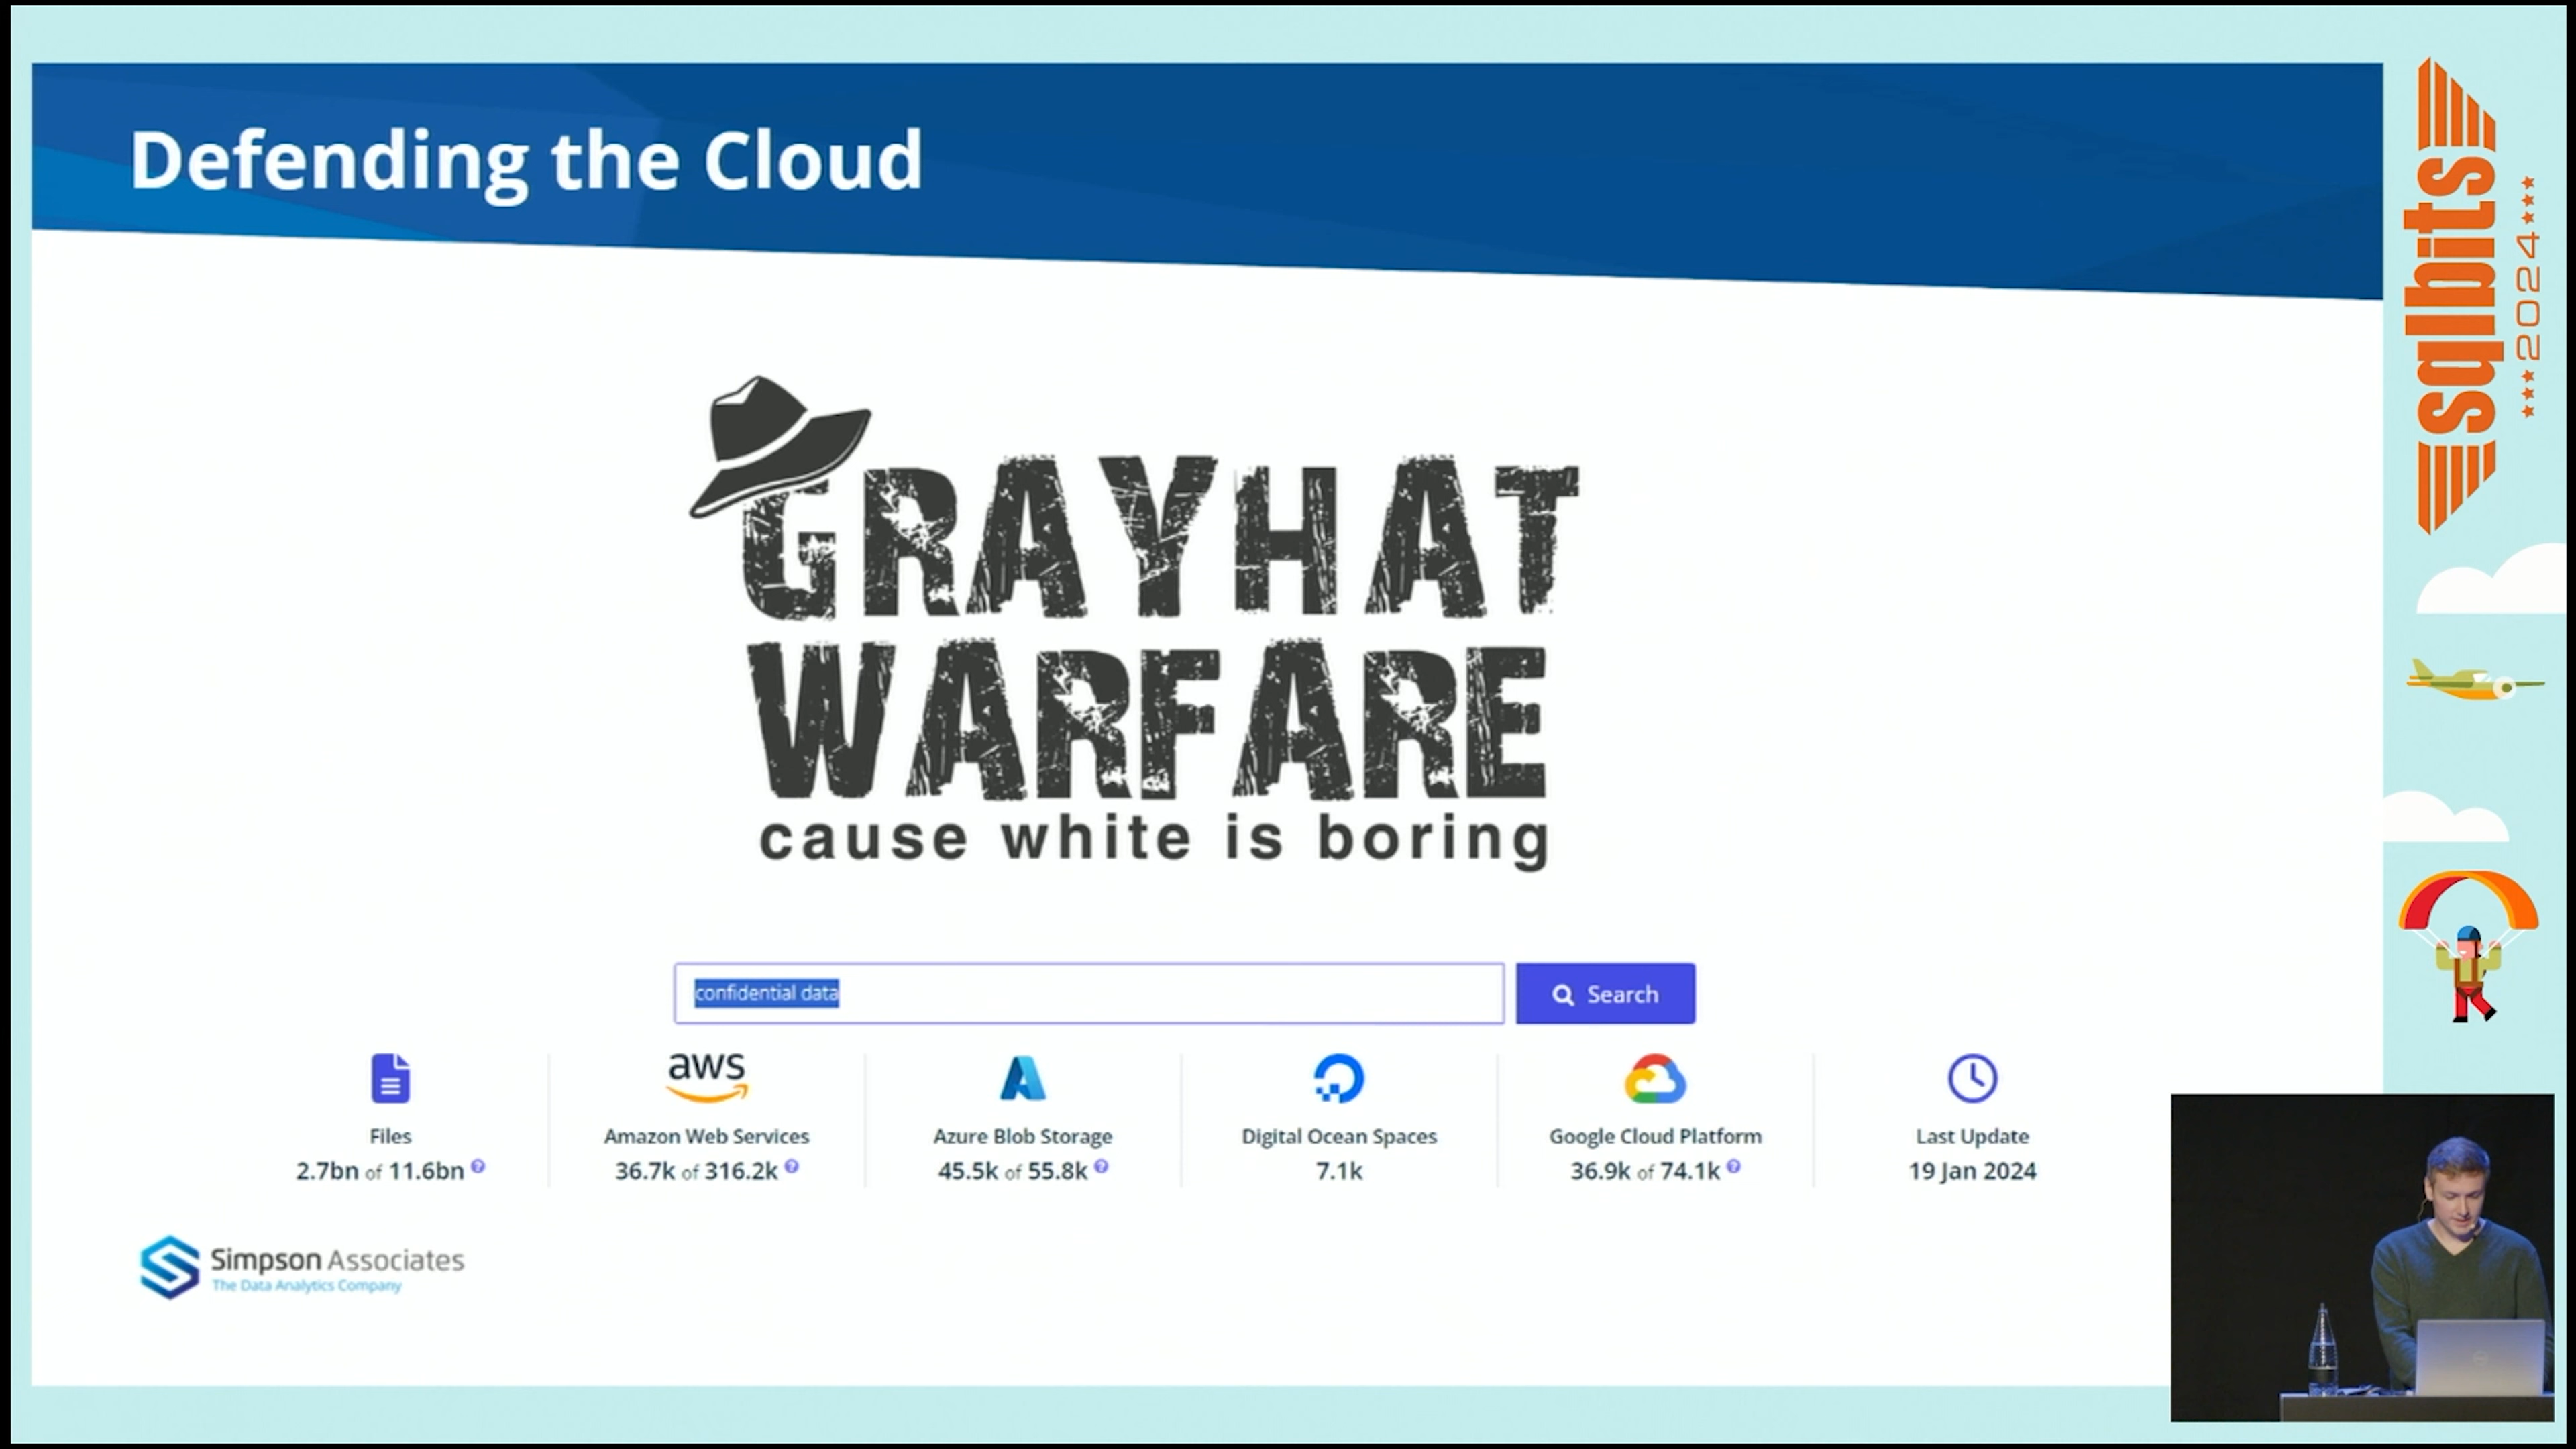 Defending the Cloud
GRAYHAT
WARFARE
cause white is boring
confidential data
Search
aws
Files
2.7bn of 11.6bn ?
Amazon Web Services
36.7k of 316.2k ?
Azure Blob Storage
45.5k of 55.8k ?
Digital Ocean Spaces
7.1k
Google Cloud Platform
36.9k of 74.1k ?
Last Update
19 Jan 2024
Simpson Associates
The Data Analytics Company
sqlbits
2024